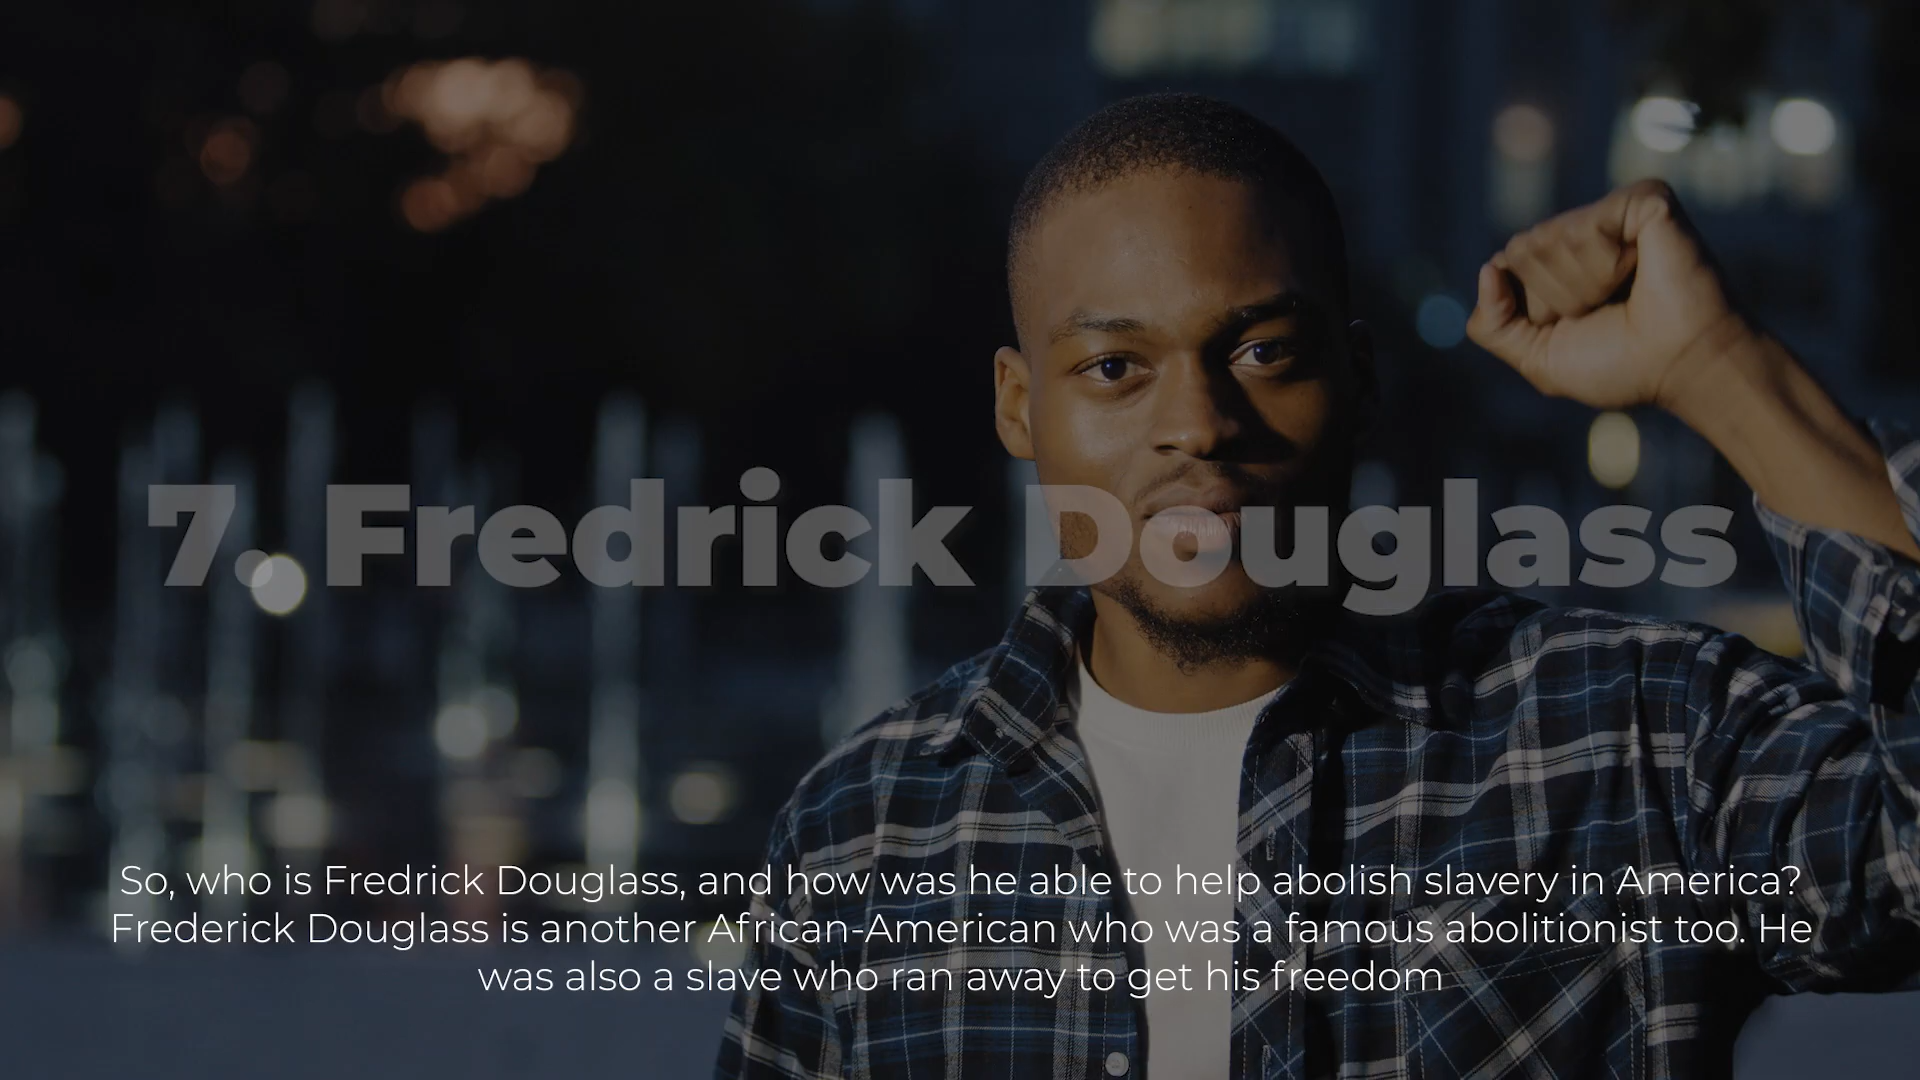 7. Fredrick Douglass
So, who is Fredrick Douglass, and how was he able to help abolish slavery in America?
Frederick Douglass is another African-American who was a famous abolitionist too. He
was also a slave who ran away to get his freedom